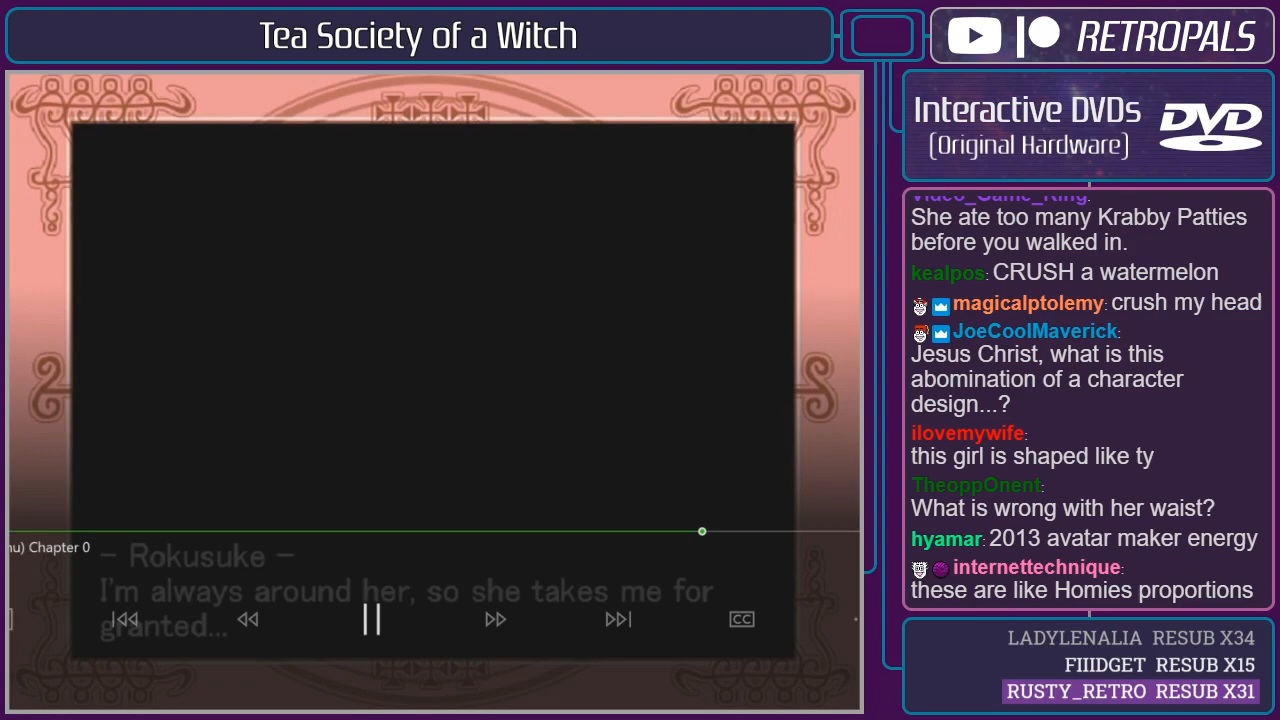 Tea Society of a Witch
RETROPALS
Interactive DVDs
(Original Hardware)
DVD
Video_Game_King:
She ate too many Krabby Patties
before you walked in.
kealpos: CRUSH a watermelon
magicalptolemy: crush my head
JoeCoolMaverick:
Jesus Christ, what is this
abomination of a character
design...?
ilovemywife:
this girl is shaped like ty
TheoppOnent:
What is wrong with her waist?
hyamar: 2013 avatar maker energy
internettechnique:
these are like Homies proportions
nu) Chapter 0
– Rokusuke –
I'm always around her, so she takes me for
granted...
CC
LADYLENALIA RESUB X34
FIIIDGET RESUB X15
RUSTY_RETRO RESUB X31